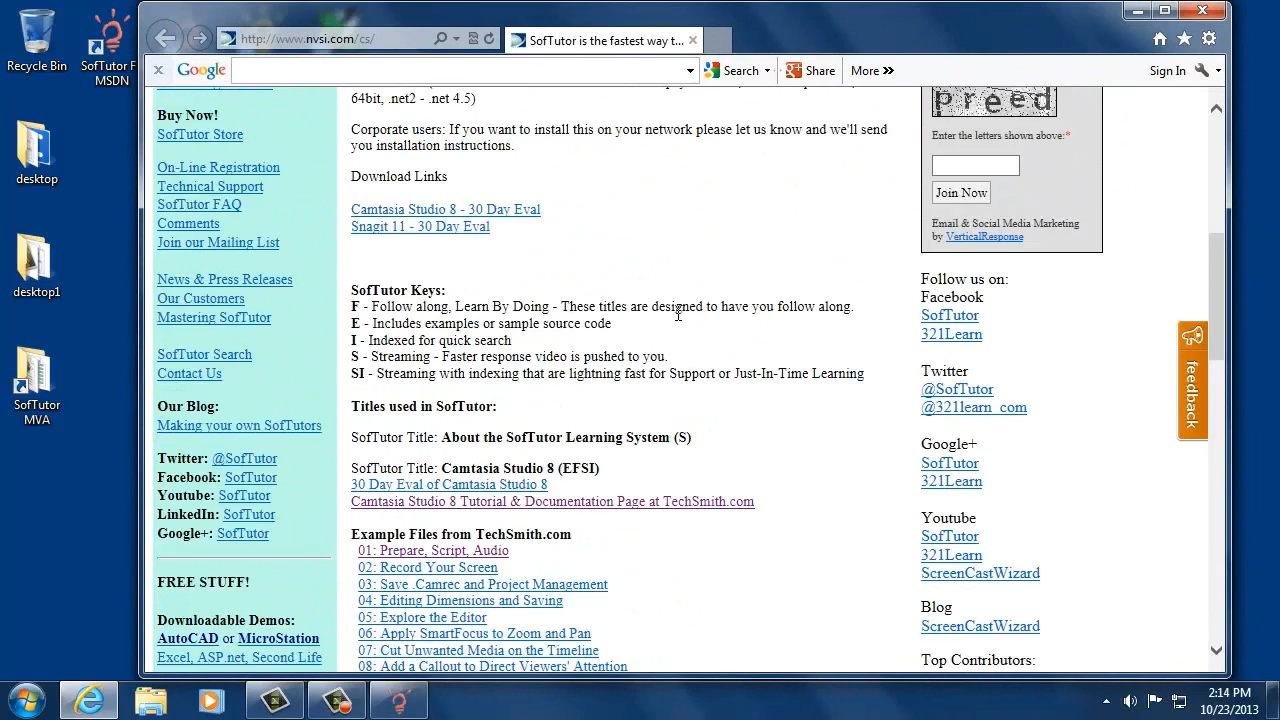 Recycle Bin
SofTutor F
MSDN
desktop
desktop1
SofTutor
MVA
http://www.nvsi.com/cs/
SofTutor is the fastest way t...
Google
Search
Share
More »
Sign In
Buy Now!
SofTutor Store
On-Line Registration
Technical Support
SofTutor FAQ
Comments
Join our Mailing List
News & Press Releases
Our Customers
Mastering SofTutor
SofTutor Search
Contact Us
Our Blog:
Making your own SofTutors
Twitter: @SofTutor
Facebook: SofTutor
Youtube: SofTutor
LinkedIn: SofTutor
Google+: SofTutor
FREE STUFF!
Downloadable Demos:
AutoCAD or MicroStation
Excel, ASP.net, Second Life
64bit, .net2 - .net 4.5)
Corporate users: If you want to install this on your network please let us know and we'll send
you installation instructions.
Download Links
Camtasia Studio 8 - 30 Day Eval
Snagit 11 - 30 Day Eval
SofTutor Keys:
F - Follow along, Learn By Doing - These titles are designed to have you follow along.
E - Includes examples or sample source code
I - Indexed for quick search
S - Streaming - Faster response video is pushed to you.
SI - Streaming with indexing that are lightning fast for Support or Just-In-Time Learning
Titles used in SofTutor:
SofTutor Title: About the SofTutor Learning System (S)
SofTutor Title: Camtasia Studio 8 (EFSI)
30 Day Eval of Camtasia Studio 8
Camtasia Studio 8 Tutorial & Documentation Page at TechSmith.com
Example Files from TechSmith.com
01: Prepare, Script, Audio
02: Record Your Screen
03: Save .Camrec and Project Management
04: Editing Dimensions and Saving
05: Explore the Editor
06: Apply SmartFocus to Zoom and Pan
07: Cut Unwanted Media on the Timeline
08: Add a Callout to Direct Viewers' Attention
preed
Enter the letters shown above:*
Join Now
Email & Social Media Marketing
by VerticalResponse
Follow us on:
Facebook
SofTutor
321Learn
Twitter
@SofTutor
@321learn_com
Google+
SofTutor
321Learn
Youtube
SofTutor
321Learn
ScreenCastWizard
Blog
ScreenCastWizard
Top Contributors:
feedback
2:14 PM
10/23/2013